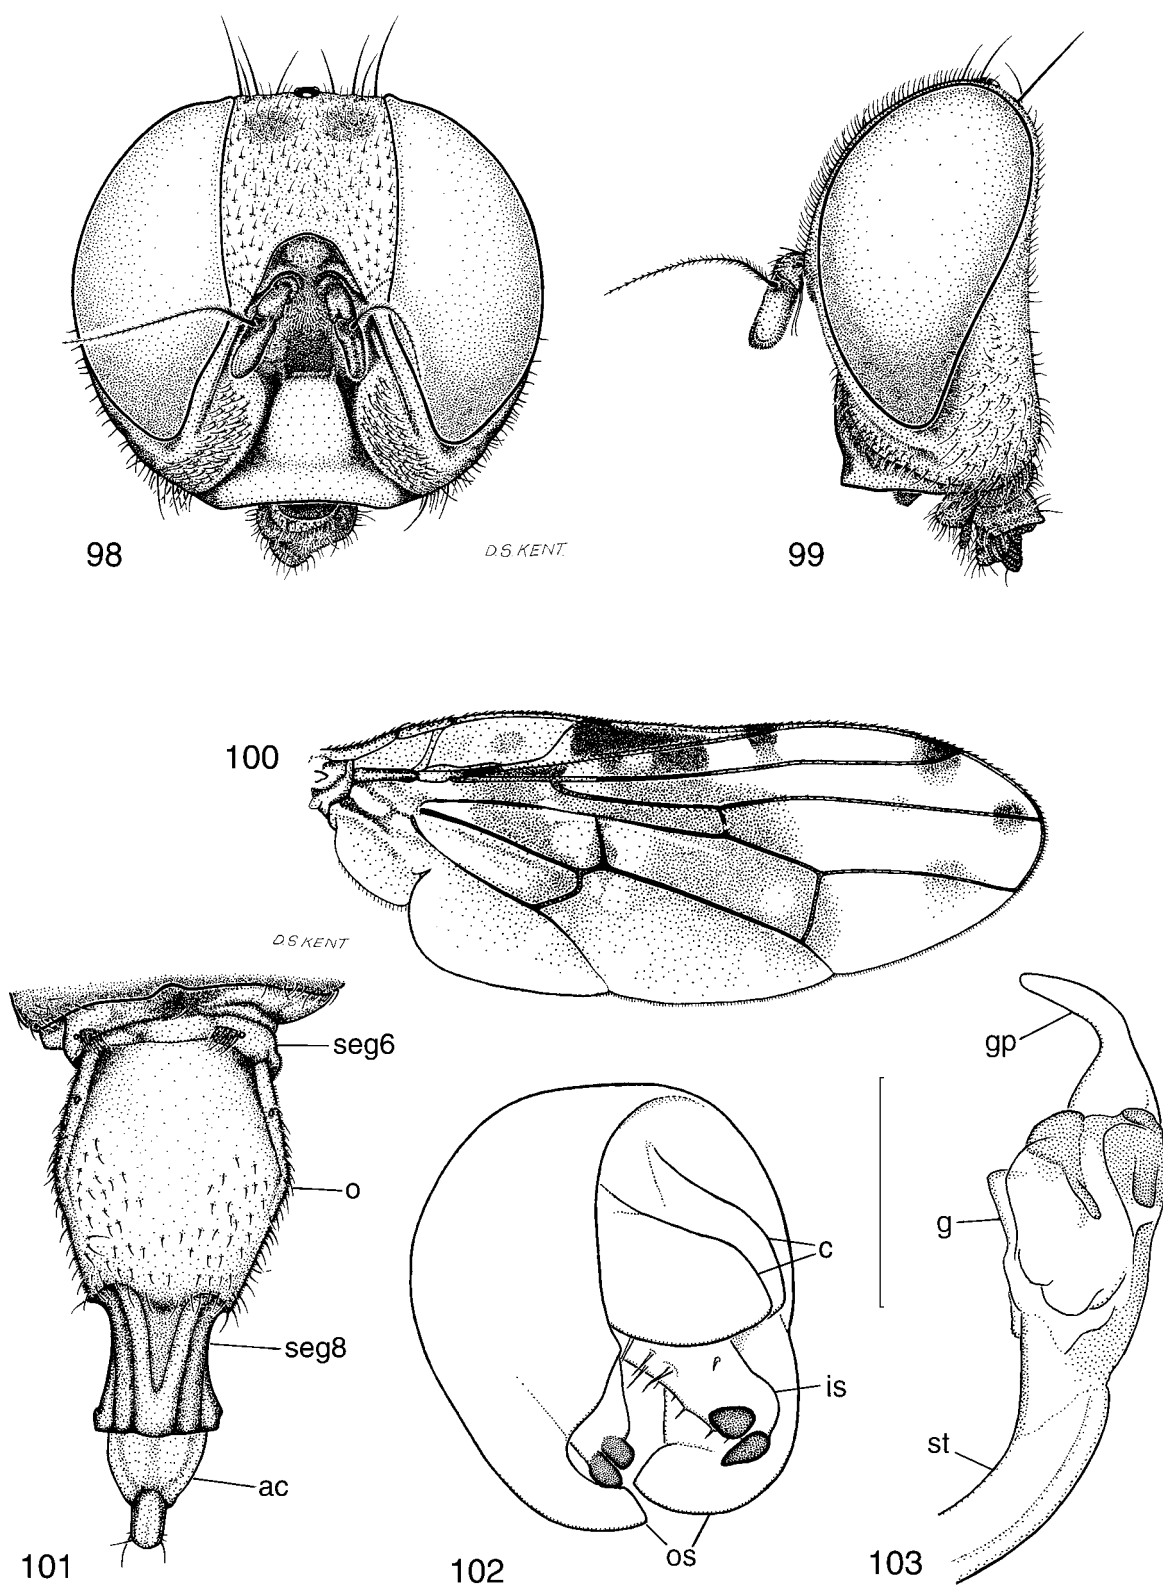 98
D.S.KENT.
99
100
D.S KENT
seg6
gp
o
g
c
seg8
is
st
ac
os
101
102
103